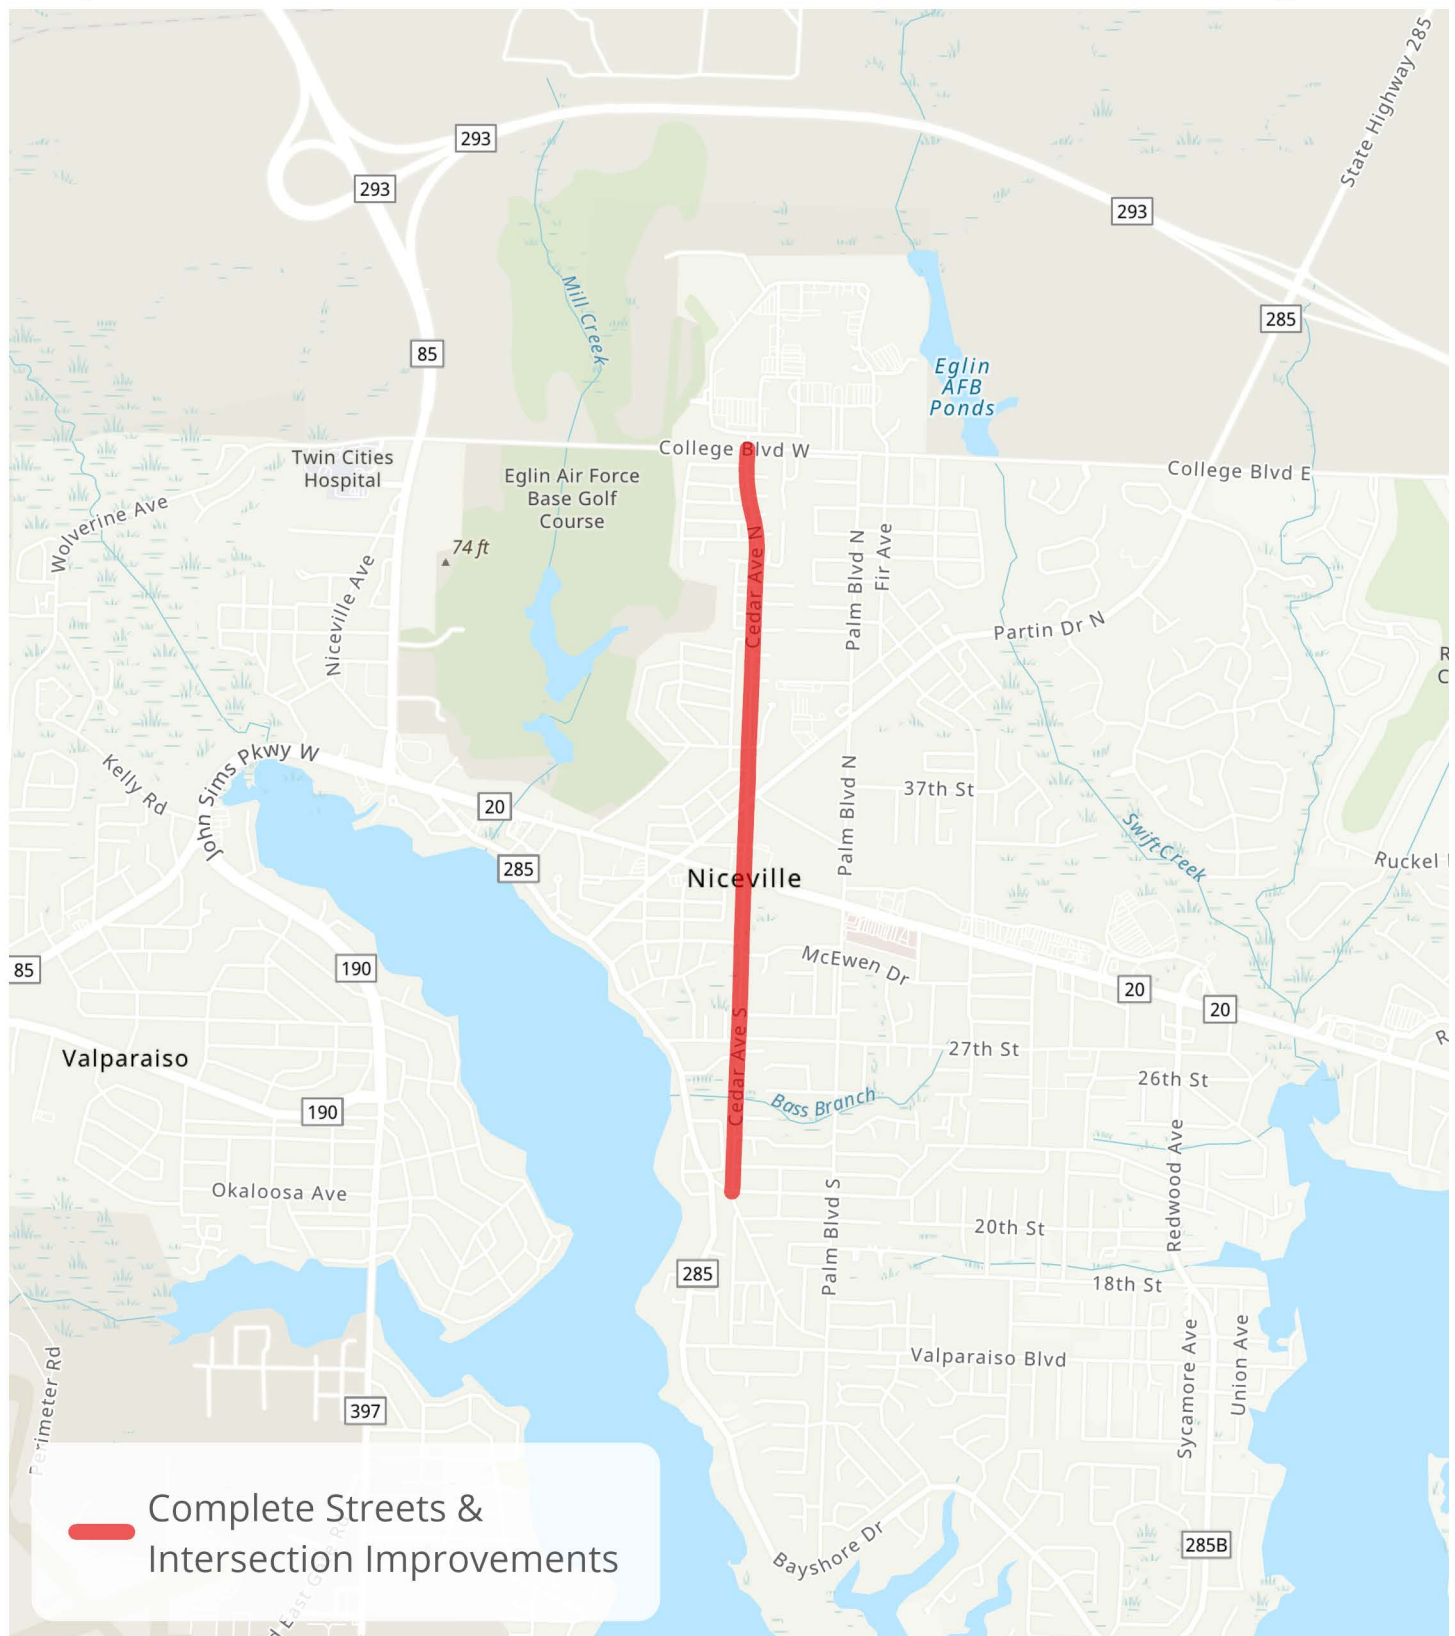 State Highway 285
293
293
293
Mill Creek
285
85
Eglin
AFB
Ponds
College Blvd W
College Blvd E
Twin Cities
Hospital
Eglin Air Force
Base Golf
Course
Wolverine Ave
74 ft
Niceville Ave
Cedar Ave N
Palm Blvd N
Fir Ave
Partin Dr N
R
C
John Sims Pkwy W
Kelly Rd
20
37th St
Palm Blvd N
Swift Creek
285
Niceville
Ruckel
McEwen Dr
85
190
20
20
Cedar Ave S
27th St
R
Valparaiso
26th St
190
Bass Branch
Redwood Ave
Okaloosa Ave
Palm Blvd S
20th St
285
18th St
Perimeter Rd
Valparaiso Blvd
Sycamore Ave
Union Ave
397
Complete Streets &
Intersection Improvements
Bayshore Dr
285B